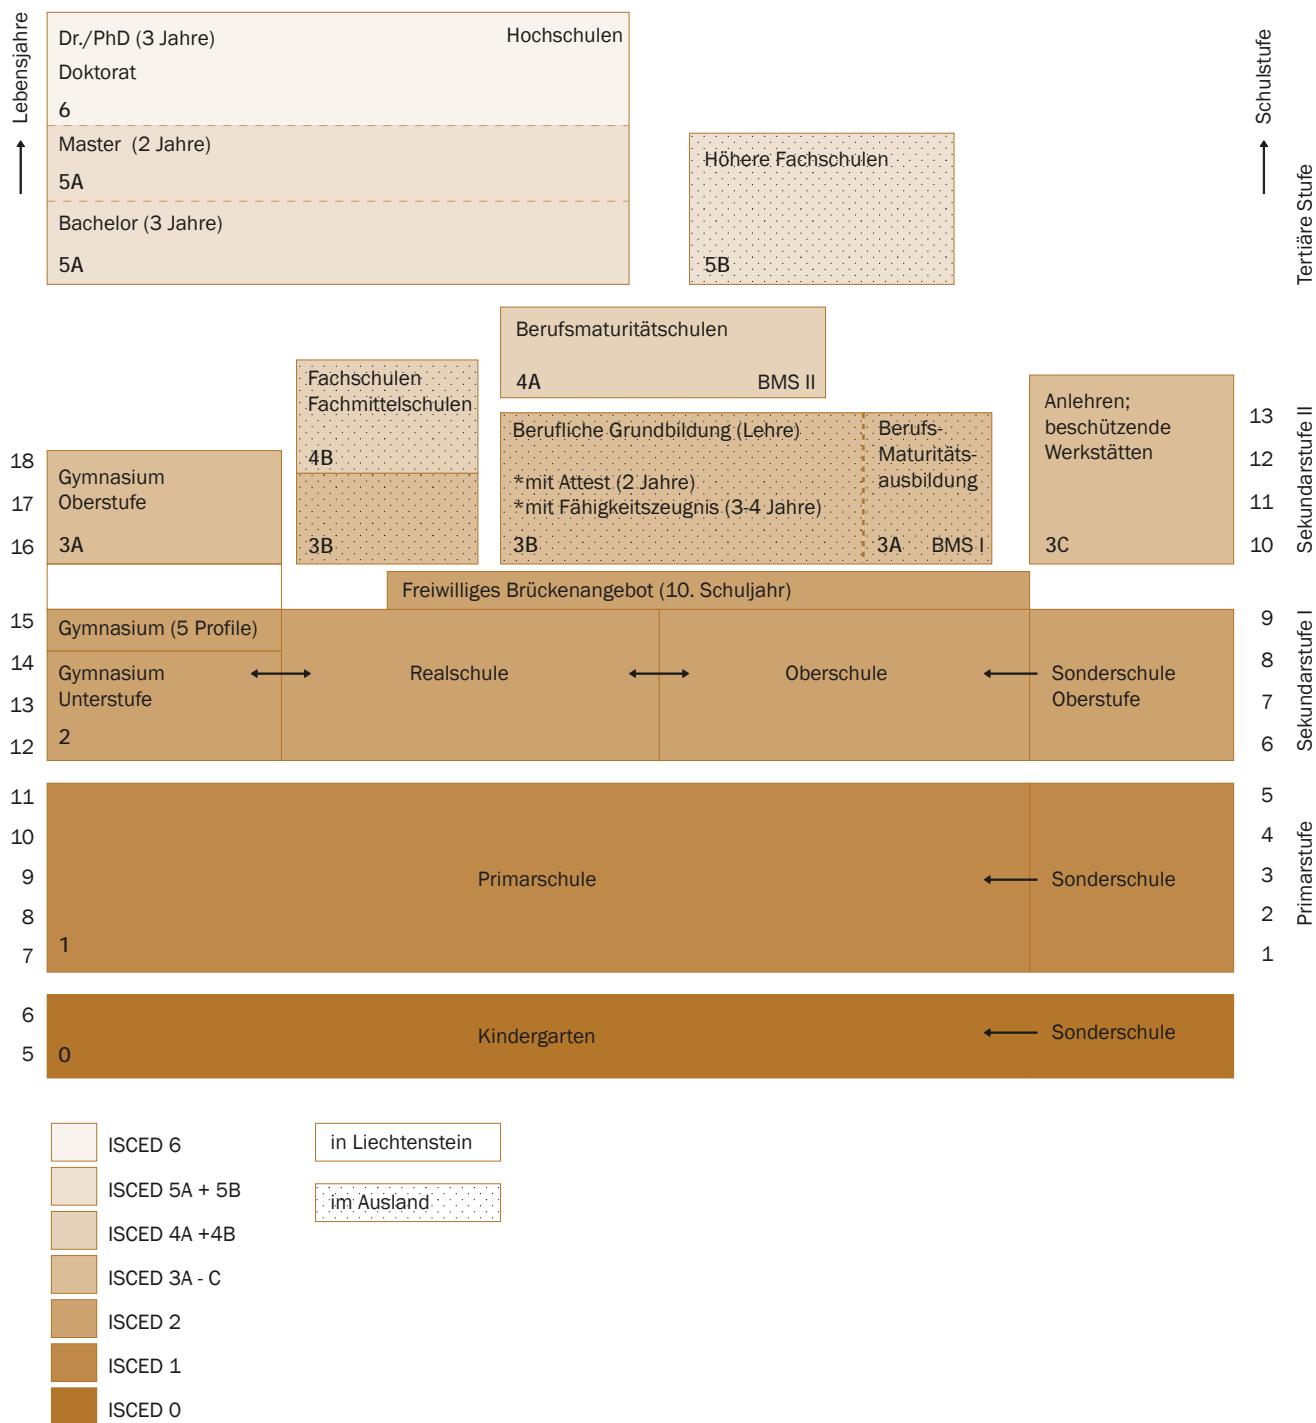 Lebensjahre
Schulstufe
Tertiäre Stufe
Dr./PhD (3 Jahre)
Hochschulen
Doktorat
6
Master (2 Jahre)
5A
Bachelor (3 Jahre)
5A
Höhere Fachschulen
5B
Berufsmaturitätschulen
4A
BMS II
Fachschulen
Fachmittelschulen
4B
3B
Berufliche Grundbildung (Lehre)
*mit Attest (2 Jahre)
*mit Fähigkeitszeugnis (3-4 Jahre)
3B
Berufs-
Maturitäts-
ausbildung
3A
BMS I
Anlehren;
beschützende
Werkstätten
3C
13
12
11
10
Sekundarstufe II
18
17
16
Gymnasium
Oberstufe
3A
Freiwilliges Brückenangebot (10. Schuljahr)
15
14
13
12
Gymnasium (5 Profile)
Gymnasium
Unterstufe
2
Realschule
Oberschule
Sonderschule
Oberstufe
9
8
7
6
Sekundarstufe I
11
10
9
8
7
1
Primarschule
Sonderschule
5
4
3
2
1
Primarstufe
6
5
0
Kindergarten
Sonderschule
ISCED 6
ISCED 5A + 5B
ISCED 4A +4B
ISCED 3A - C
ISCED 2
ISCED 1
ISCED 0
in Liechtenstein
im Ausland